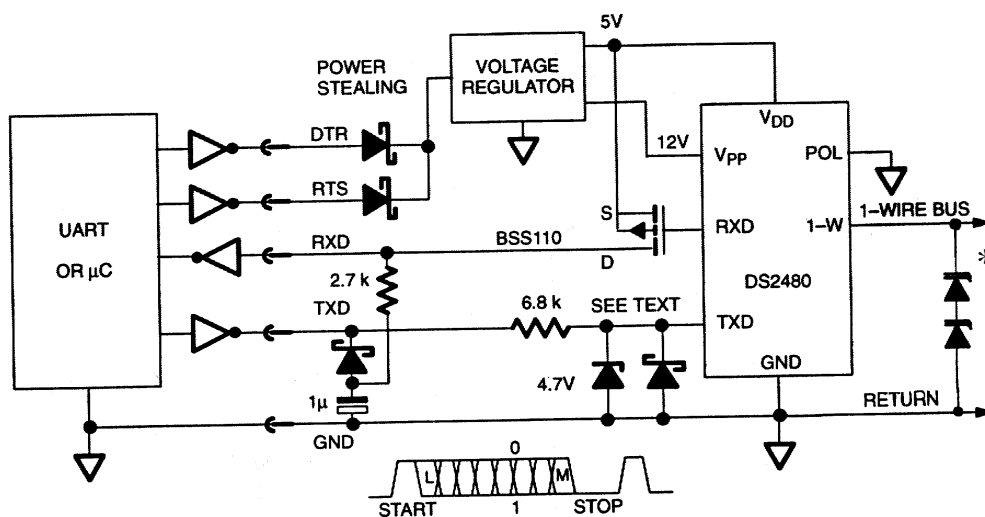 5V
POWER
STEALING
VOLTAGE
REGULATOR
DTR
RTS
UART
OR µC
RXD
BSS110
2.7 k
TXD
6.8 k
SEE TEXT
1µ
4.7V
GND
12V
S
D
VDD
VPP
POL
RXD
1–W
DS2480
TXD
GND
1–WIRE BUS
*
RETURN
0
L
M
START
1
STOP